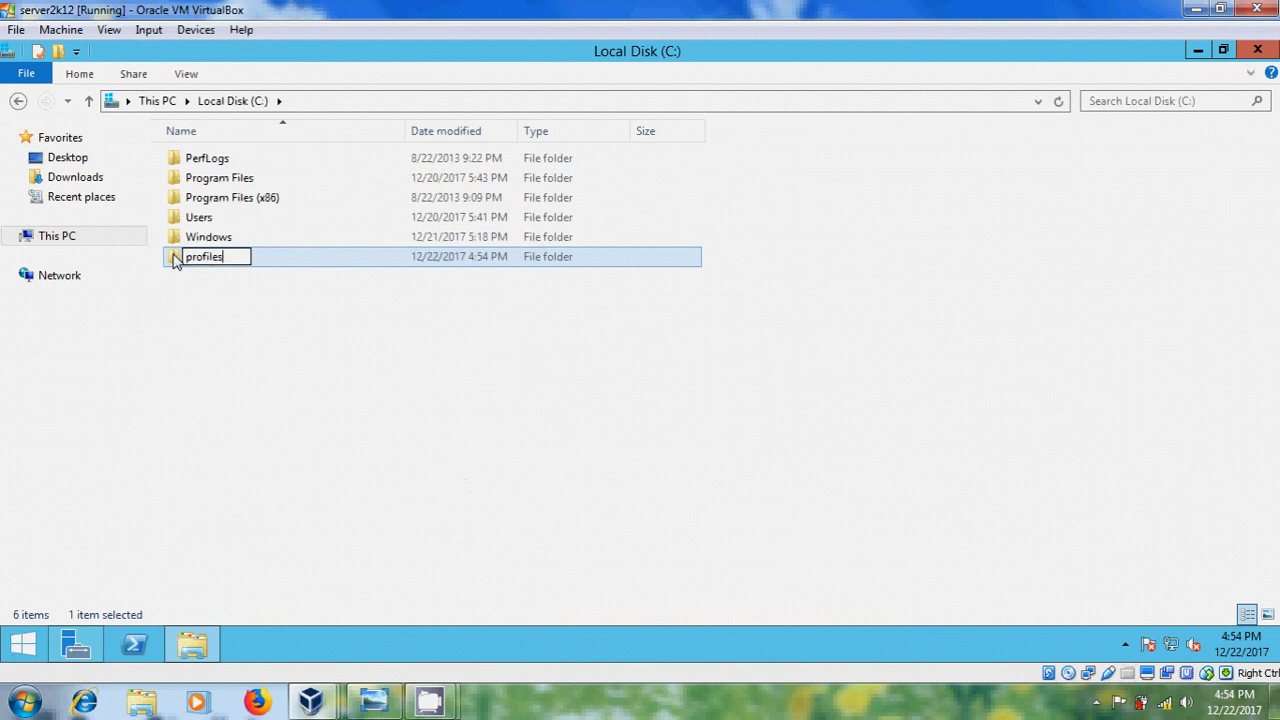 server2k12 [Running] - Oracle VM VirtualBox
File Machine View Input Devices Help
Local Disk (C:)
File Home Share View
This PC Local Disk (C:) Search Local Disk (C:)
Name Date modified Type Size
Favorites
Desktop
Downloads
Recent places
This PC
Network
PerfLogs 8/22/2013 9:22 PM File folder
Program Files 12/20/2017 5:43 PM File folder
Program Files (x86) 8/22/2013 9:09 PM File folder
Users 12/20/2017 5:41 PM File folder
Windows 12/21/2017 5:18 PM File folder
profiles 12/22/2017 4:54 PM File folder
6 items 1 item selected
4:54 PM
12/22/2017
Right Ctrl
4:54 PM
12/22/2017